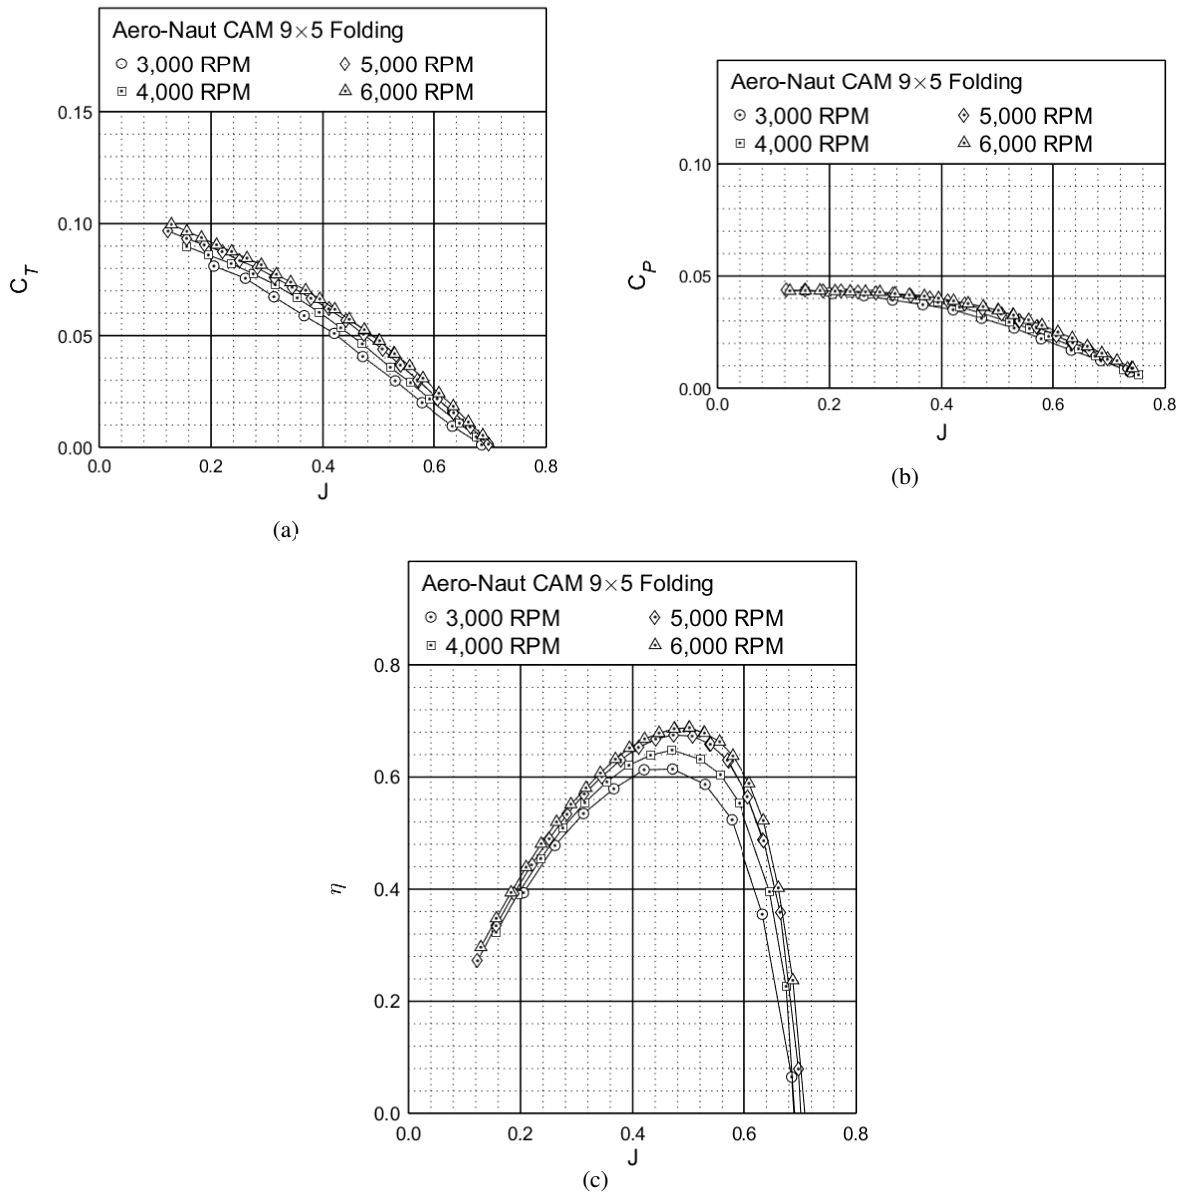 Aero-Naut CAM 9×5 Folding
3,000 RPM 5,000 RPM
4,000 RPM 6,000 RPM
0.15
0.10
0.05
0.00
C_T
0.0 0.2 0.4 0.6 0.8
J
(a)
Aero-Naut CAM 9×5 Folding
3,000 RPM 5,000 RPM
4,000 RPM 6,000 RPM
0.10
0.05
0.00
C_P
0.0 0.2 0.4 0.6 0.8
J
(b)
Aero-Naut CAM 9×5 Folding
3,000 RPM 5,000 RPM
4,000 RPM 6,000 RPM
0.8
0.6
0.4
0.2
0.0
η
0.0 0.2 0.4 0.6 0.8
J
(c)